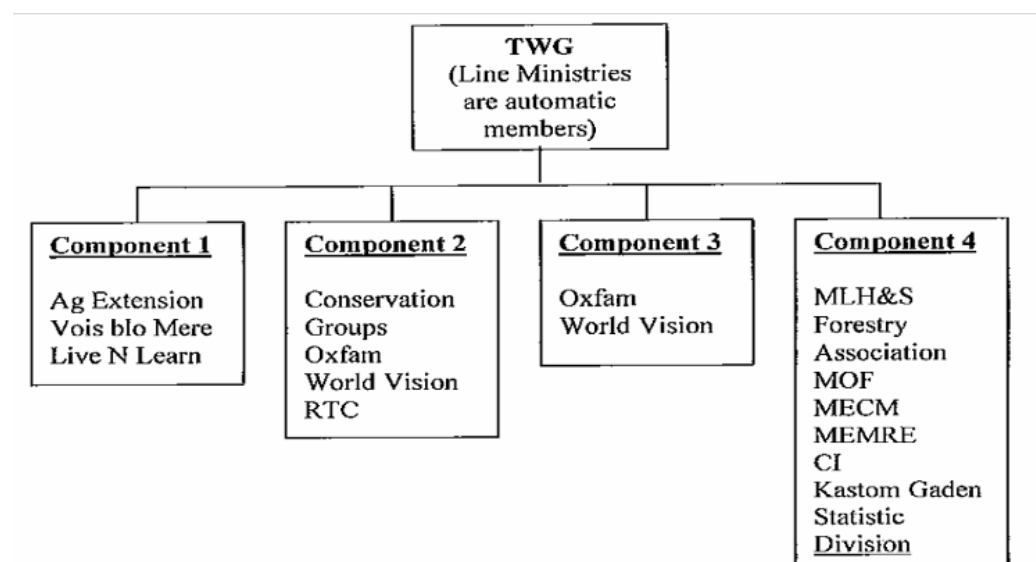 TWG
(Line Ministries
are automatic
members)
Component 1
Ag Extension
Vois blo Mere
Live N Learn
Component 2
Conservation
Groups
Oxfam
World Vision
RTC
Component 3
Oxfam
World Vision
Component 4
MLH&S
Forestry
Association
MOF
MECM
MEMRE
CI
Kastom Gaden
Statistic
Division